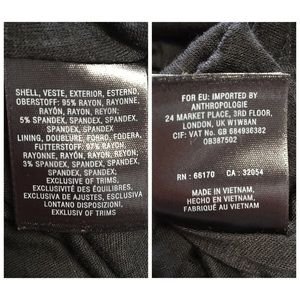 SHELL, VESTE, EXTERIOR, ESTERNO,
OBERSTOFF: 95% RAYON, RAYONNE,
RAYÓN, RAYON, REYON;
5% SPANDEX, SPANDEX,
SPANDEX, SPANDEX
LINING, DOUBLURE, FORRO, FODERA,
FUTTERSTOFF: 97% RAYON,
RAYONNE, RAYÓN, RAYON, REYON;
3% SPANDEX, SPANDEX,
SPANDEX, SPANDEX
EXCLUSIVE OF TRIMS,
EXCLUSIVITÉ DES ÉQUIPES,
EXCLUSIVA DE AJUSTES, ESCLUSIVA
LONTANO DISPOSIZIONI,
EXKLUSIV OF TRIMS
FOR EU: IMPORTED BY
ANTHROPOLOGIE
24 MARKET PLACE, 3RD FLOOR,
LONDON, UK W1W8AN
CIF: VAT No. GB 684936382
OB387502
RN : 66170 CA : 32054
MADE IN VIETNAM,
HECHO EN VIETNAM,
FABRIQUÉ AU VIETNAM